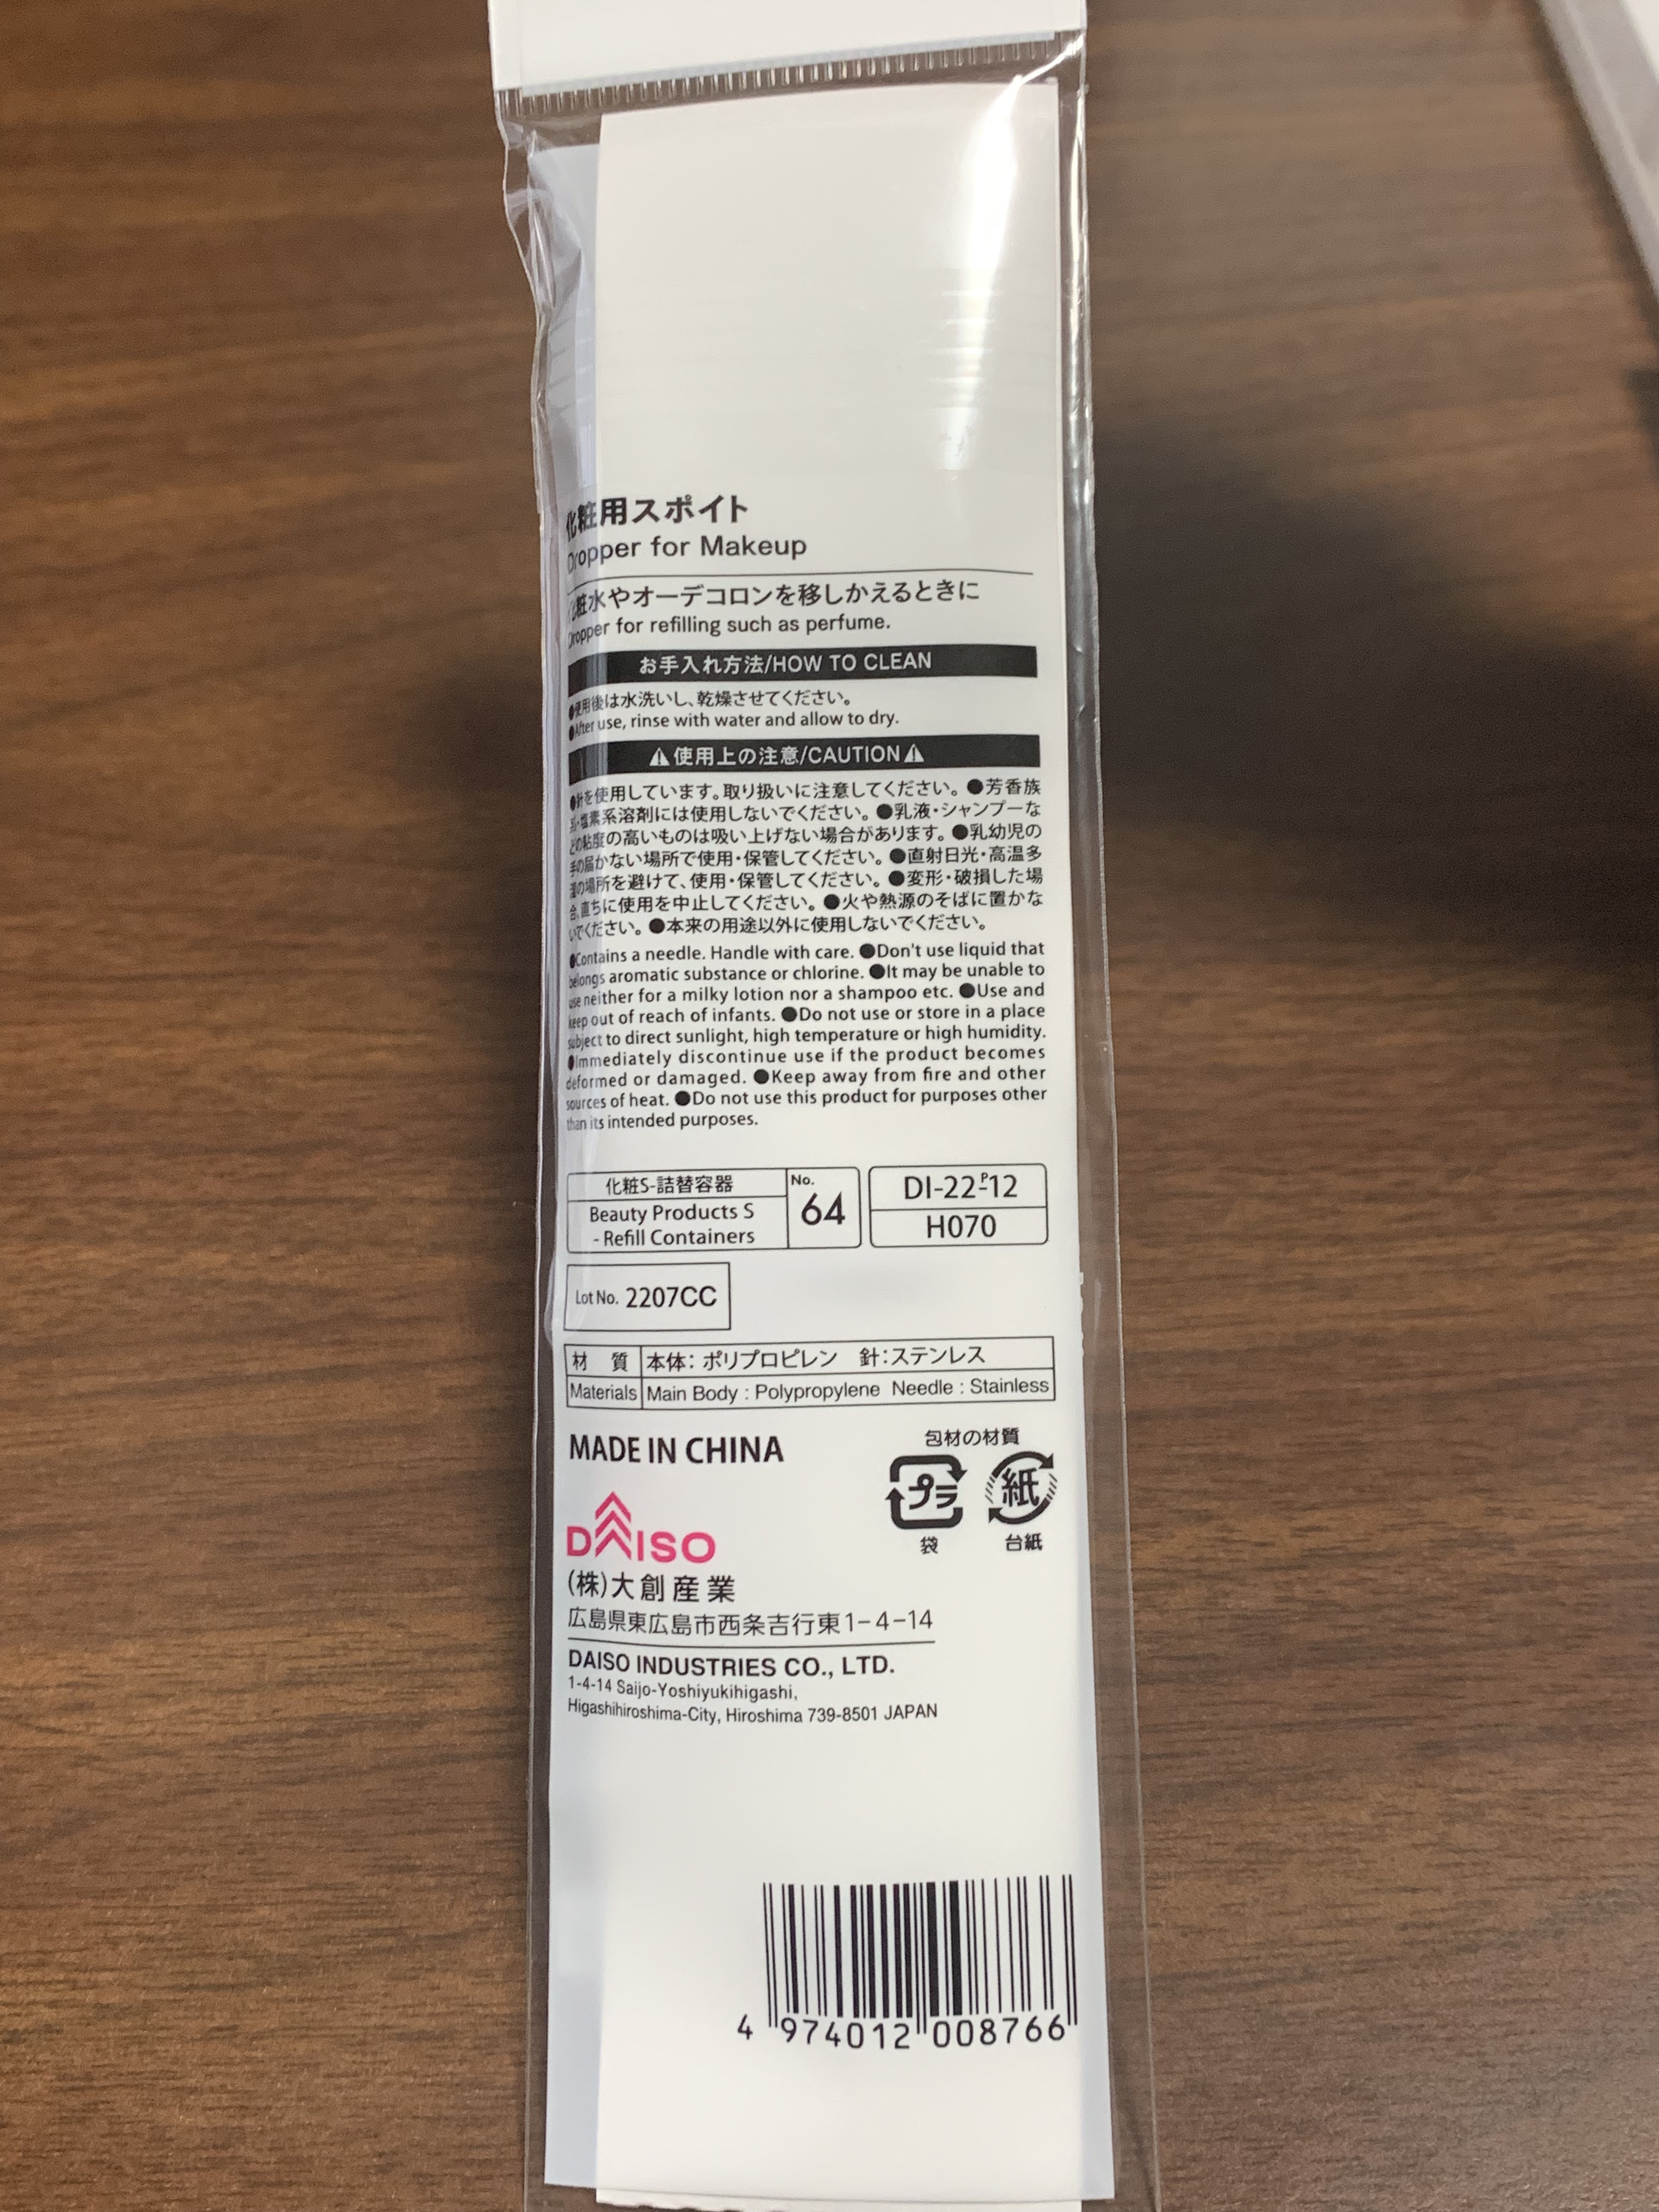 化粧用スポイト
Dropper for Makeup
化粧水やオーデコロンを移しかえるときに
Dropper for refilling such as perfume.
お手入れ方法/HOW TO CLEAN
●使用後は水洗いし、乾燥させてください。
●After use, rinse with water and allow to dry.
⚠使用上の注意/CAUTION⚠
●針を使用しています。取り扱いに注意してください。●芳香族
系・塩素系溶剤には使用しないでください。●乳液・シャンプーな
どの粘度の高いものは吸い上げない場合があります。●乳幼児の
手の届かない場所で使用・保管してください。●直射日光・高温多
湿の場所を避けて、使用・保管してください。●変形・破損した場
合、直ちに使用を中止してください。●火や熱源のそばに置かな
いでください。●本来の用途以外に使用しないでください。
●Contains a needle. Handle with care. ●Don't use liquid that
belongs aromatic substance or chlorine. ●It may be unable to
use neither for a milky lotion nor a shampoo etc. ●Use and
keep out of reach of infants. ●Do not use or store in a place
subject to direct sunlight, high temperature or high humidity.
●Immediately discontinue use if the product becomes
deformed or damaged. ●Keep away from fire and other
sources of heat. ●Do not use this product for purposes other
than its intended purposes.
化粧S-詰替容器
Beauty Products S
- Refill Containers
No.
64
DI-22-P-12
H070
Lot No. 2207CC
材 質 本体：ポリプロピレン 針：ステンレス
Materials Main Body : Polypropylene Needle : Stainless
MADE IN CHINA
包材の材質
プラ 紙
袋 台紙
DAISO
(株)大創産業
広島県東広島市西条吉行東1-4-14
DAISO INDUSTRIES CO., LTD.
1-4-14 Saijo-Yoshiyukihigashi,
Higashihiroshima-City, Hiroshima 739-8501 JAPAN
4 974012 008766